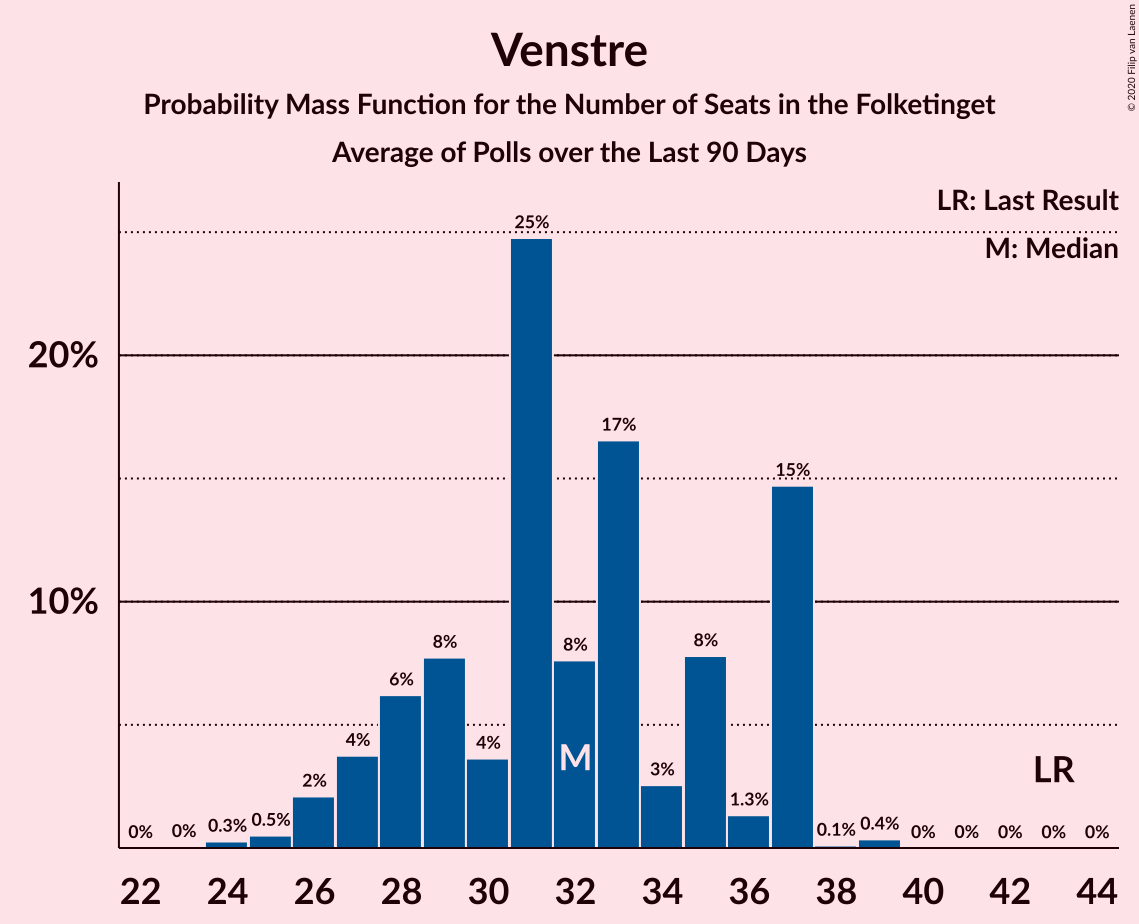 Venstre
Probability Mass Function for the Number of Seats in the Folketinget
Average of Polls over the Last 90 Days
© 2020 Filip van Laenen
LR: Last Result
M: Median
20%
10%
0%
0%
0.3%
0.5%
2%
4%
6%
8%
4%
25%
8%
17%
3%
8%
1.3%
15%
0.1%
0.4%
0%
0%
0%
0%
0%
M
LR
22 24 26 28 30 32 34 36 38 40 42 44